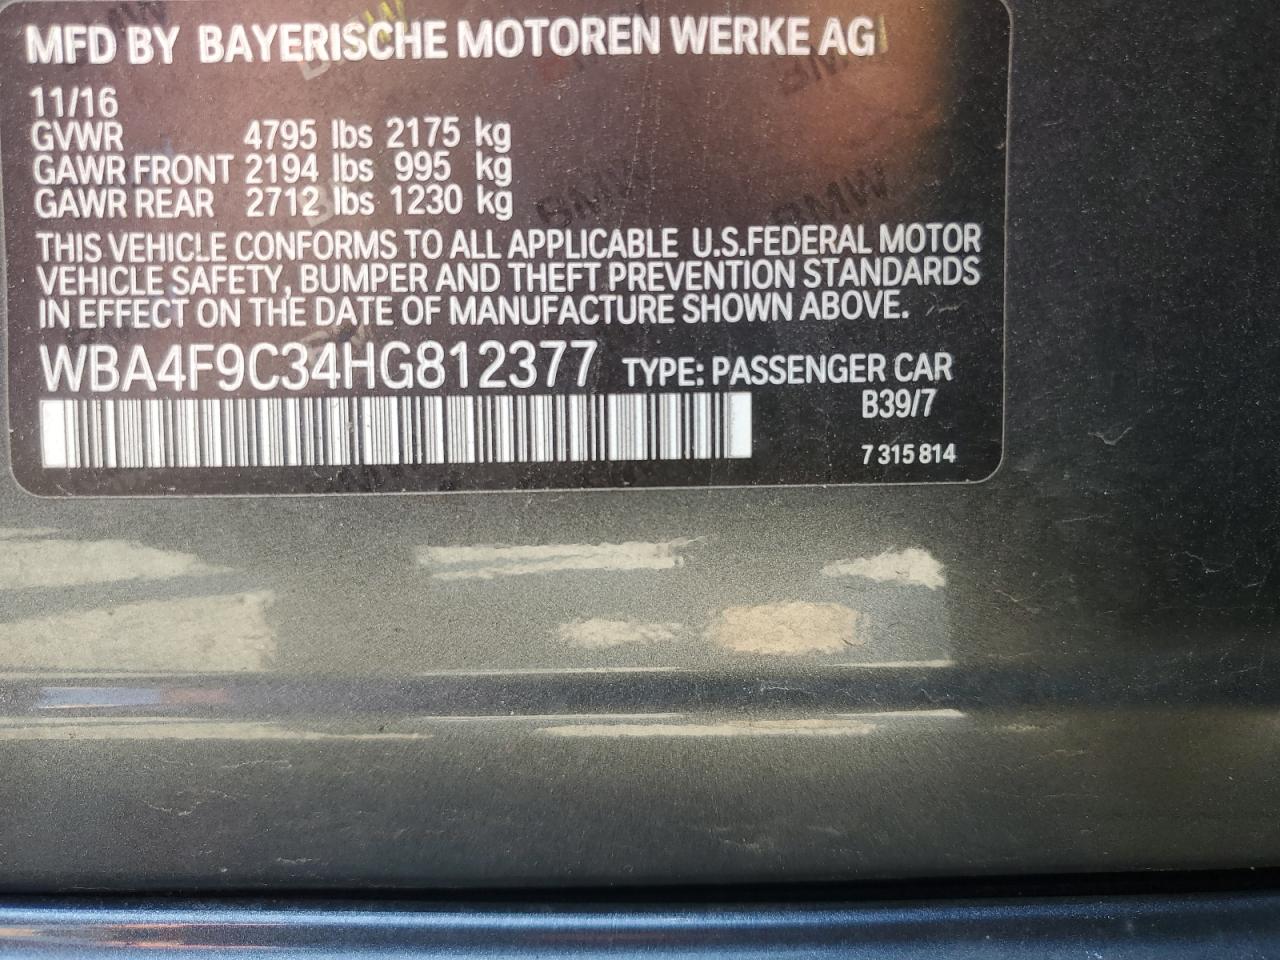 MFD BY BAYERISCHE MOTOREN WERKE AG
11/16
GVWR 4795 lbs 2175 kg
GAWR FRONT 2194 lbs 995 kg
GAWR REAR 2712 lbs 1230 kg
THIS VEHICLE CONFORMS TO ALL APPLICABLE U.S.FEDERAL MOTOR
VEHICLE SAFETY, BUMPER AND THEFT PREVENTION STANDARDS
IN EFFECT ON THE DATE OF MANUFACTURE SHOWN ABOVE.
WBA4F9C34HG812377 TYPE: PASSENGER CAR
B39/7
7 315 814